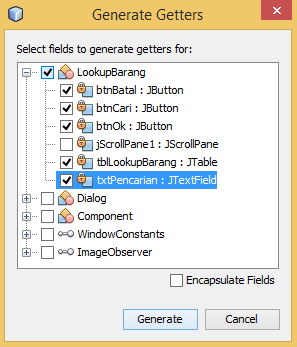 Generate Getters
Select fields to generate getters for:
LookupBarang
btnBatal : JButton
btnCari : JButton
btnOk : JButton
jScrollPane1 : JScrollPane
tblLookupBarang : JTable
txtPencarian : JTextField
Dialog
Component
WindowConstants
ImageObserver
Encapsulate Fields
Generate
Cancel